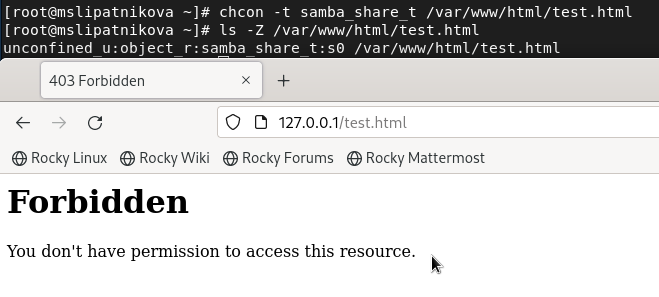 [root@mslipatnikova ~]# chcon -t samba_share_t /var/www/html/test.html
[root@mslipatnikova ~]# ls -Z /var/www/html/test.html
unconfined_u:object_r:samba_share_t:s0 /var/www/html/test.html
403 Forbidden
127.0.0.1/test.html
Rocky Linux Rocky Wiki Rocky Forums Rocky Mattermost
Forbidden
You don't have permission to access this resource.